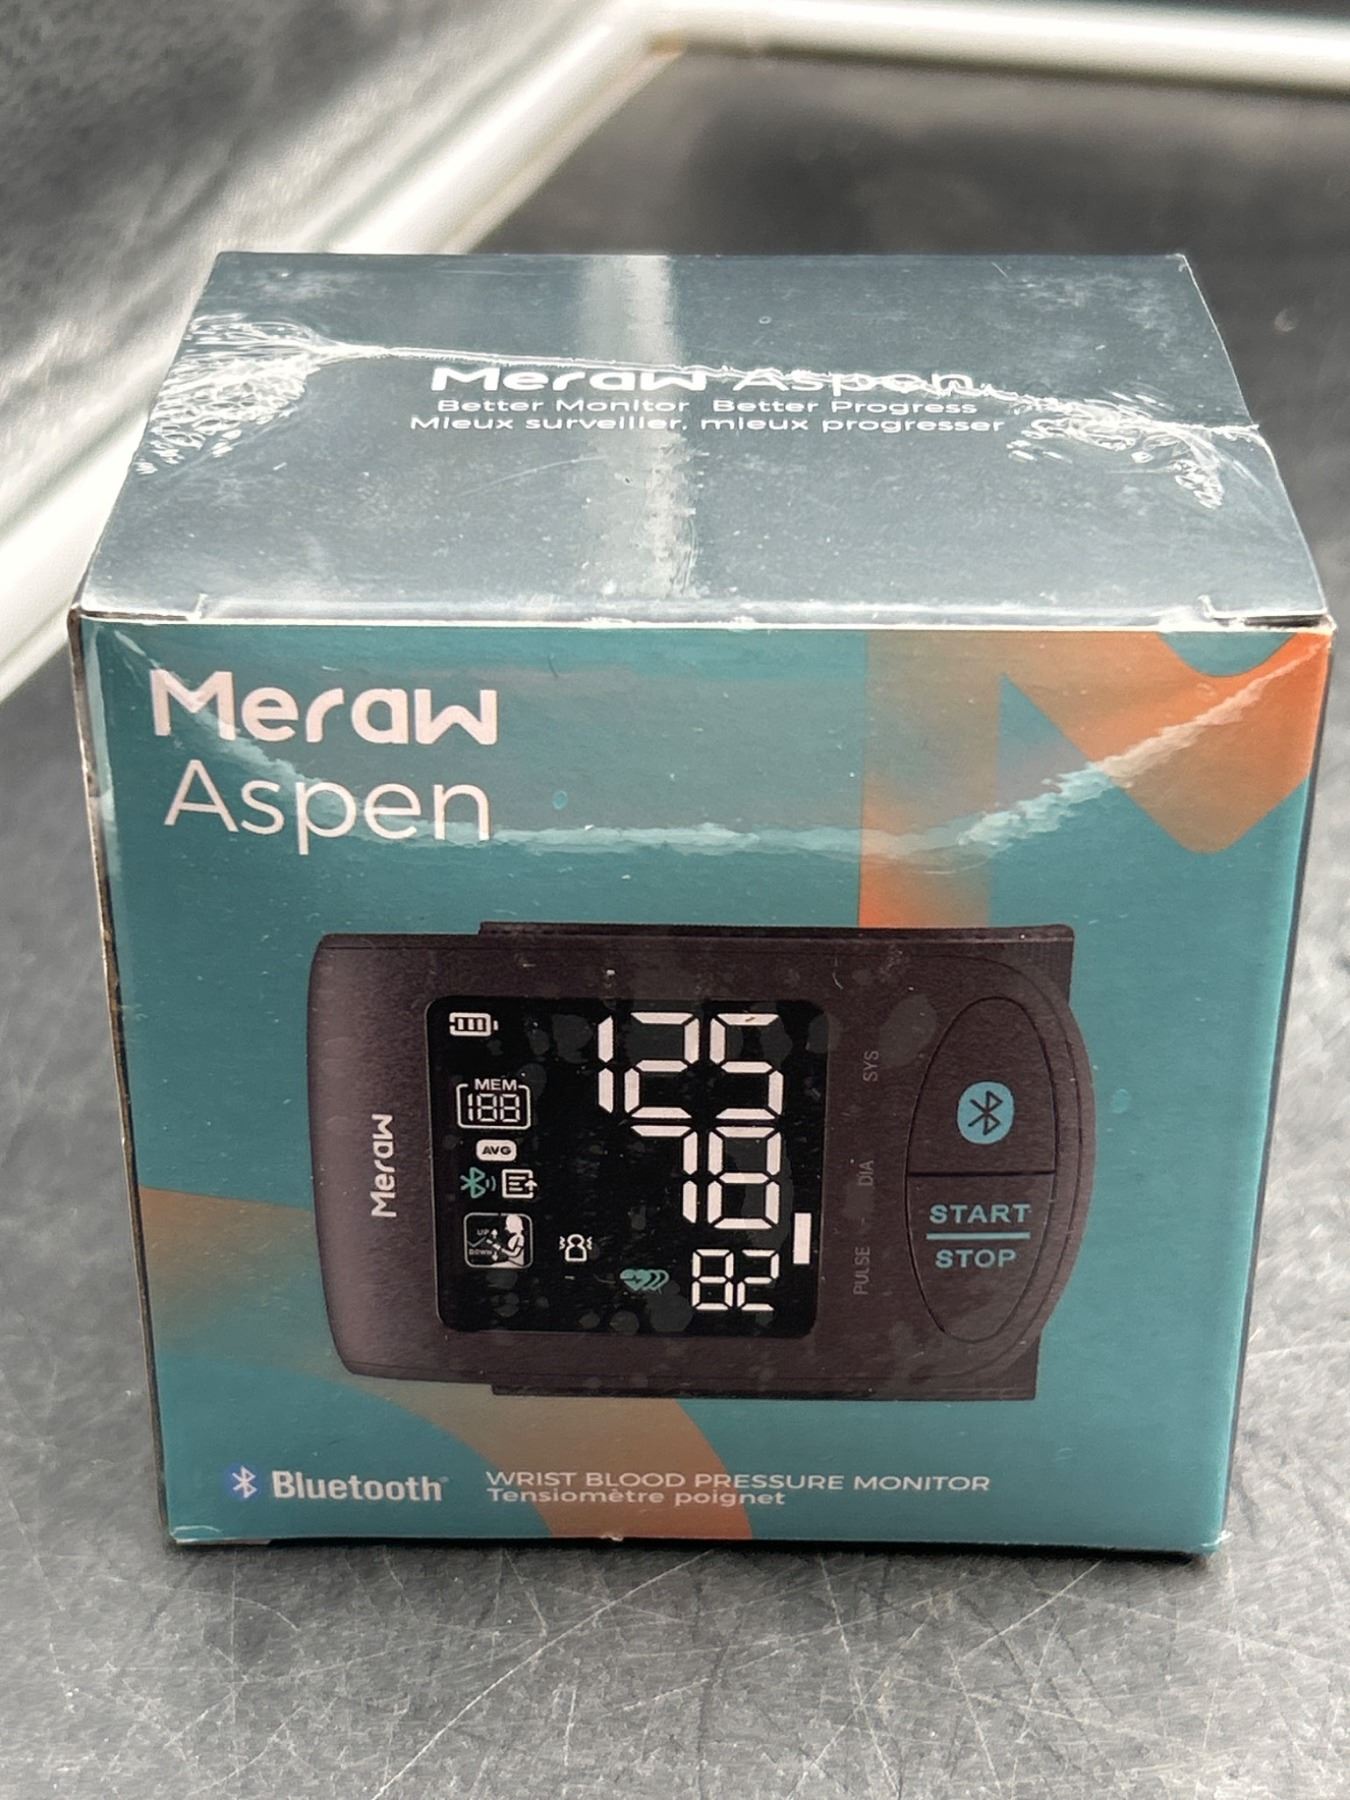 Meraw Aspen
Better Monitor Better Progress
Mieux surveiller, mieux progresser
Meraw
Aspen
Meraw
MEM
188
AVG
UP
DOWN
125
70
82
SYS
DIA
PULSE
START
STOP
Bluetooth
WRIST BLOOD PRESSURE MONITOR
Tensiomètre poignet